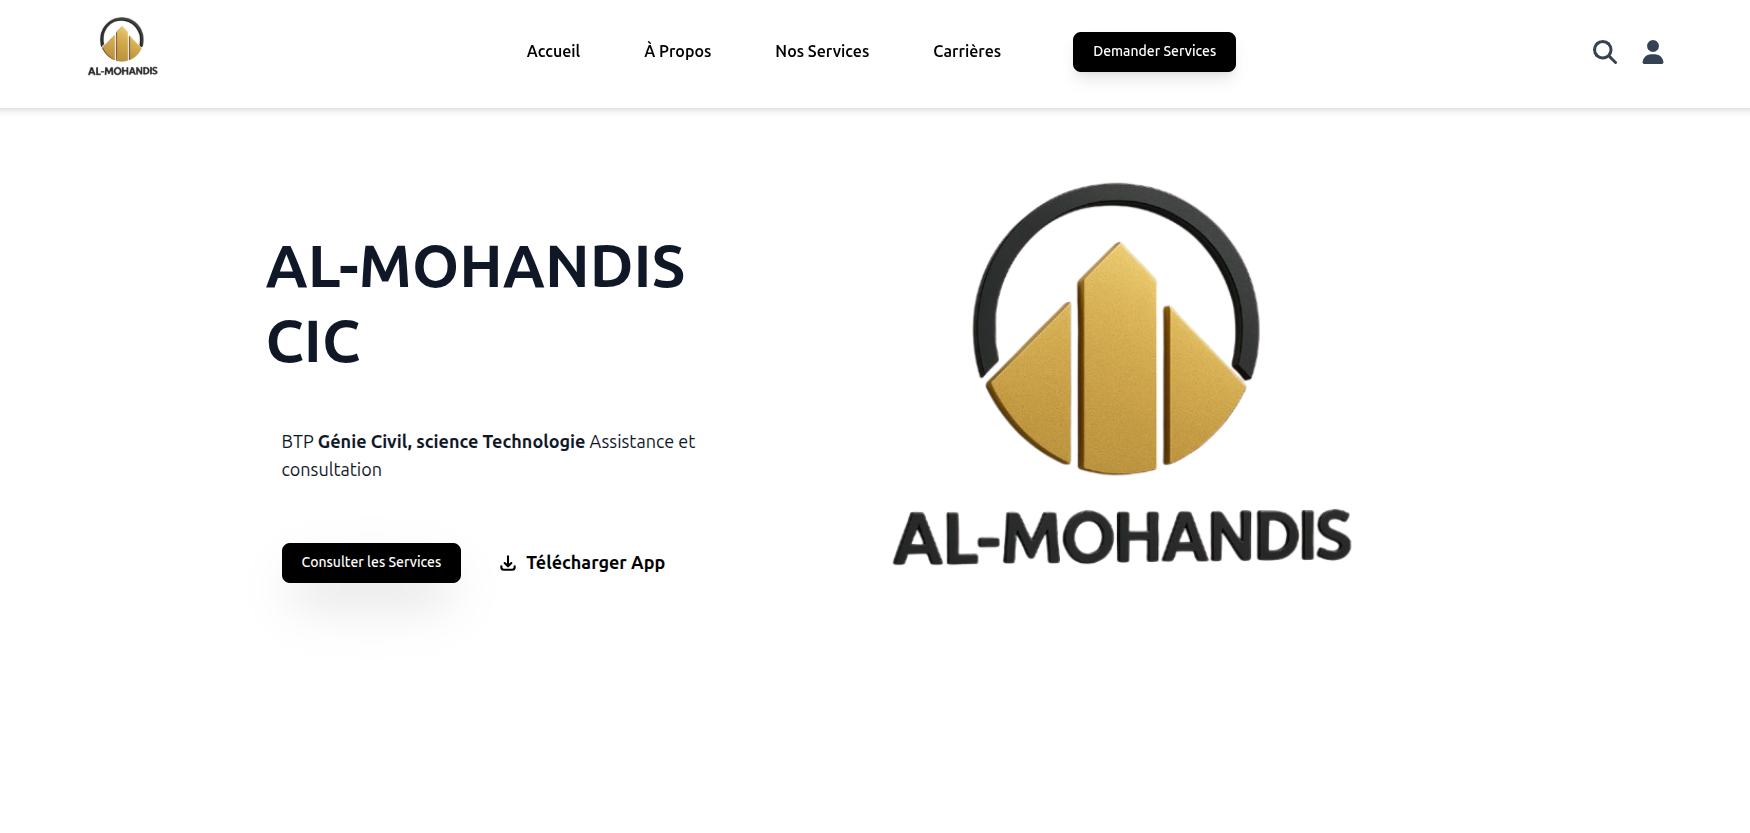 AL-MOHANDIS
Accueil
À Propos
Nos Services
Carrières
Demander Services
AL-MOHANDIS
CIC
BTP Génie Civil, science Technologie Assistance et
consultation
Consulter les Services
Télécharger App
AL-MOHANDIS